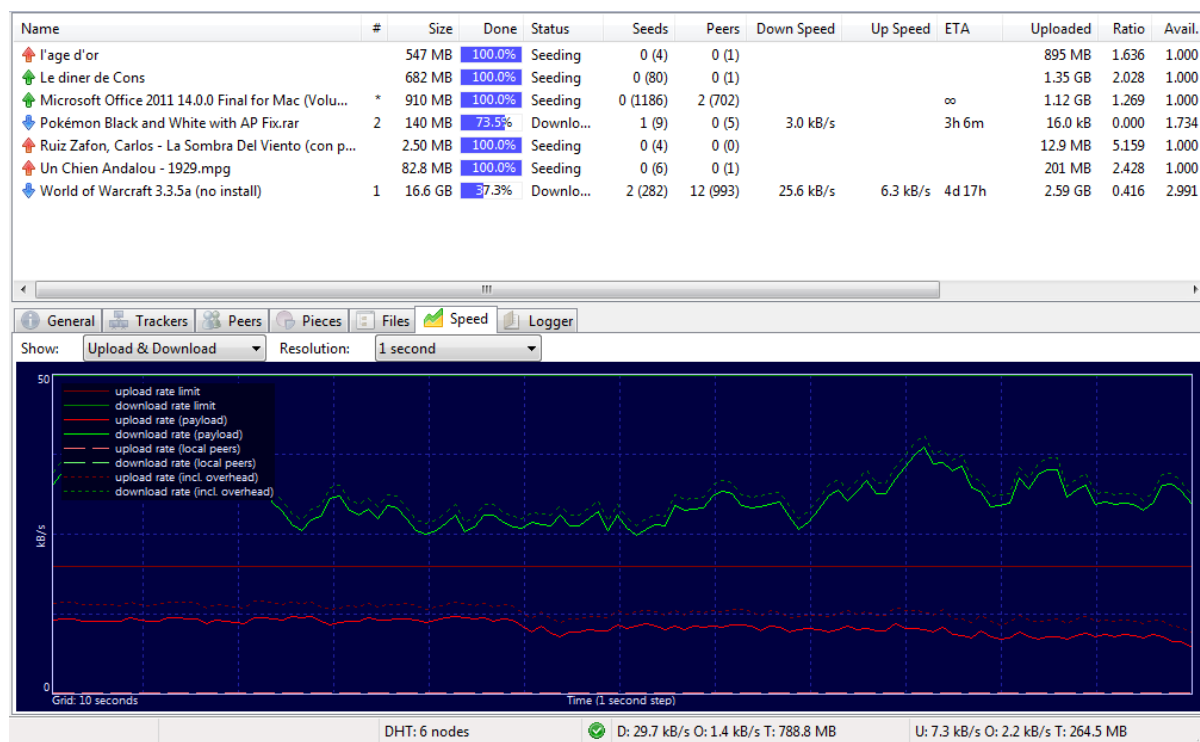 Name # Size Done Status Seeds Peers Down Speed Up Speed ETA Uploaded Ratio Avail.
l'age d'or 547 MB 100.0% Seeding 0 (4) 0 (1) 895 MB 1.636 1.000
Le diner de Cons 682 MB 100.0% Seeding 0 (80) 0 (1) 1.35 GB 2.028 1.000
Microsoft Office 2011 14.0.0 Final for Mac (Volu... * 910 MB 100.0% Seeding 0 (1186) 2 (702) ∞ 1.12 GB 1.269 1.000
Pokémon Black and White with AP Fix.rar 2 140 MB 73.5% Downlo... 1 (9) 0 (5) 3.0 kB/s 3h 6m 16.0 kB 0.000 1.734
Ruiz Zafon, Carlos - La Sombra Del Viento (con p... 2.50 MB 100.0% Seeding 0 (4) 0 (0) 12.9 MB 5.159 1.000
Un Chien Andalou - 1929.mpg 82.8 MB 100.0% Seeding 0 (6) 0 (1) 201 MB 2.428 1.000
World of Warcraft 3.3.5a (no install) 1 16.6 GB 37.3% Downlo... 2 (282) 12 (993) 25.6 kB/s 6.3 kB/s 4d 17h 2.59 GB 0.416 2.991
General Trackers Peers Pieces Files Speed Logger
Show: Upload & Download Resolution: 1 second
50
upload rate limit
download rate limit
upload rate (payload)
download rate (payload)
upload rate (local peers)
download rate (local peers)
upload rate (incl. overhead)
download rate (incl. overhead)
kB/s
0
Grid: 10 seconds Time (1 second step)
DHT: 6 nodes D: 29.7 kB/s O: 1.4 kB/s T: 788.8 MB U: 7.3 kB/s O: 2.2 kB/s T: 264.5 MB